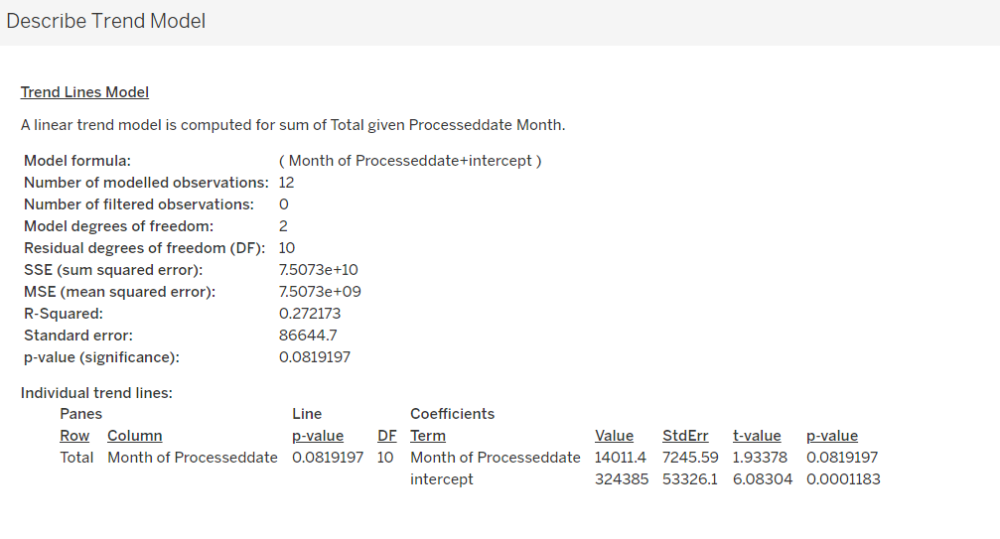 Describe Trend Model
Trend Lines Model
A linear trend model is computed for sum of Total given Processeddate Month.
Model formula: ( Month of Processeddate+intercept )
Number of modelled observations: 12
Number of filtered observations: 0
Model degrees of freedom: 2
Residual degrees of freedom (DF): 10
SSE (sum squared error): 7.5073e+10
MSE (mean squared error): 7.5073e+09
R-Squared: 0.272173
Standard error: 86644.7
p-value (significance): 0.0819197
Individual trend lines:
Panes Line Coefficients
Row Column p-value DF Term Value StdErr t-value p-value
Total Month of Processeddate 0.0819197 10 Month of Processeddate 14011.4 7245.59 1.93378 0.0819197
intercept 324385 53326.1 6.08304 0.0001183